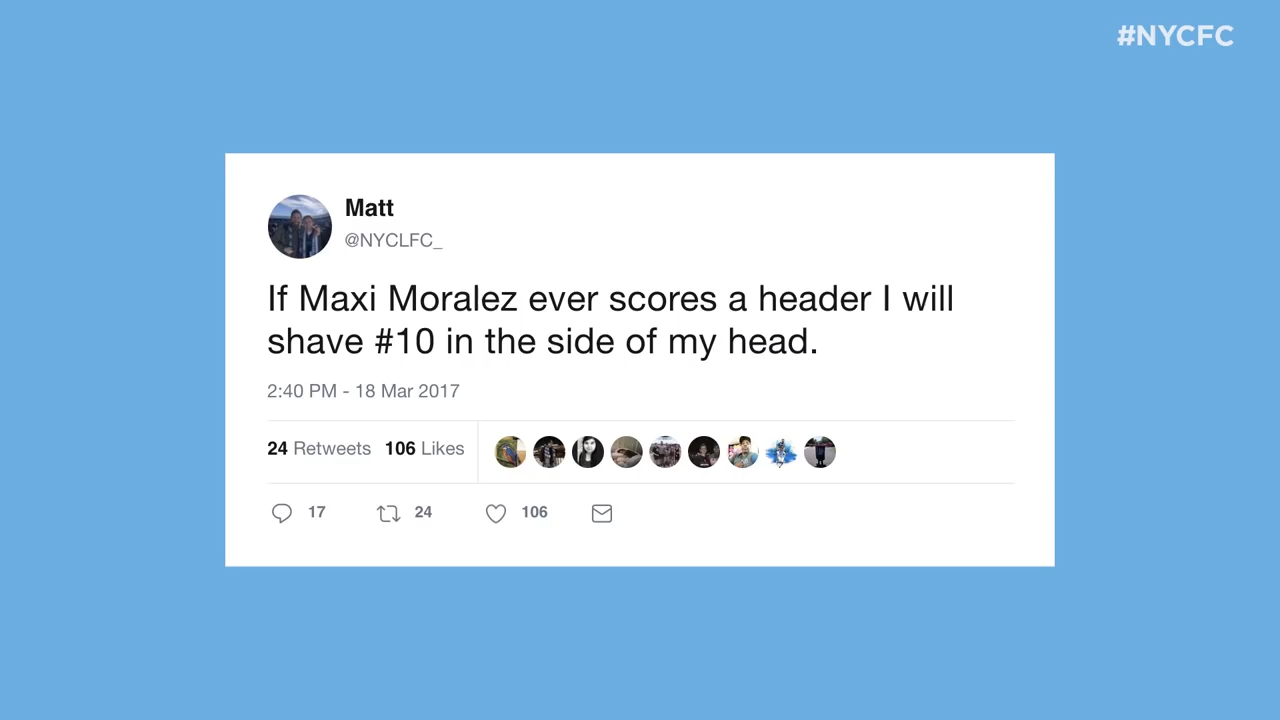 #NYCFC
Matt
@NYCLFC_
If Maxi Moralez ever scores a header I will
shave #10 in the side of my head.
2:40 PM - 18 Mar 2017
24 Retweets 106 Likes
17 24 106